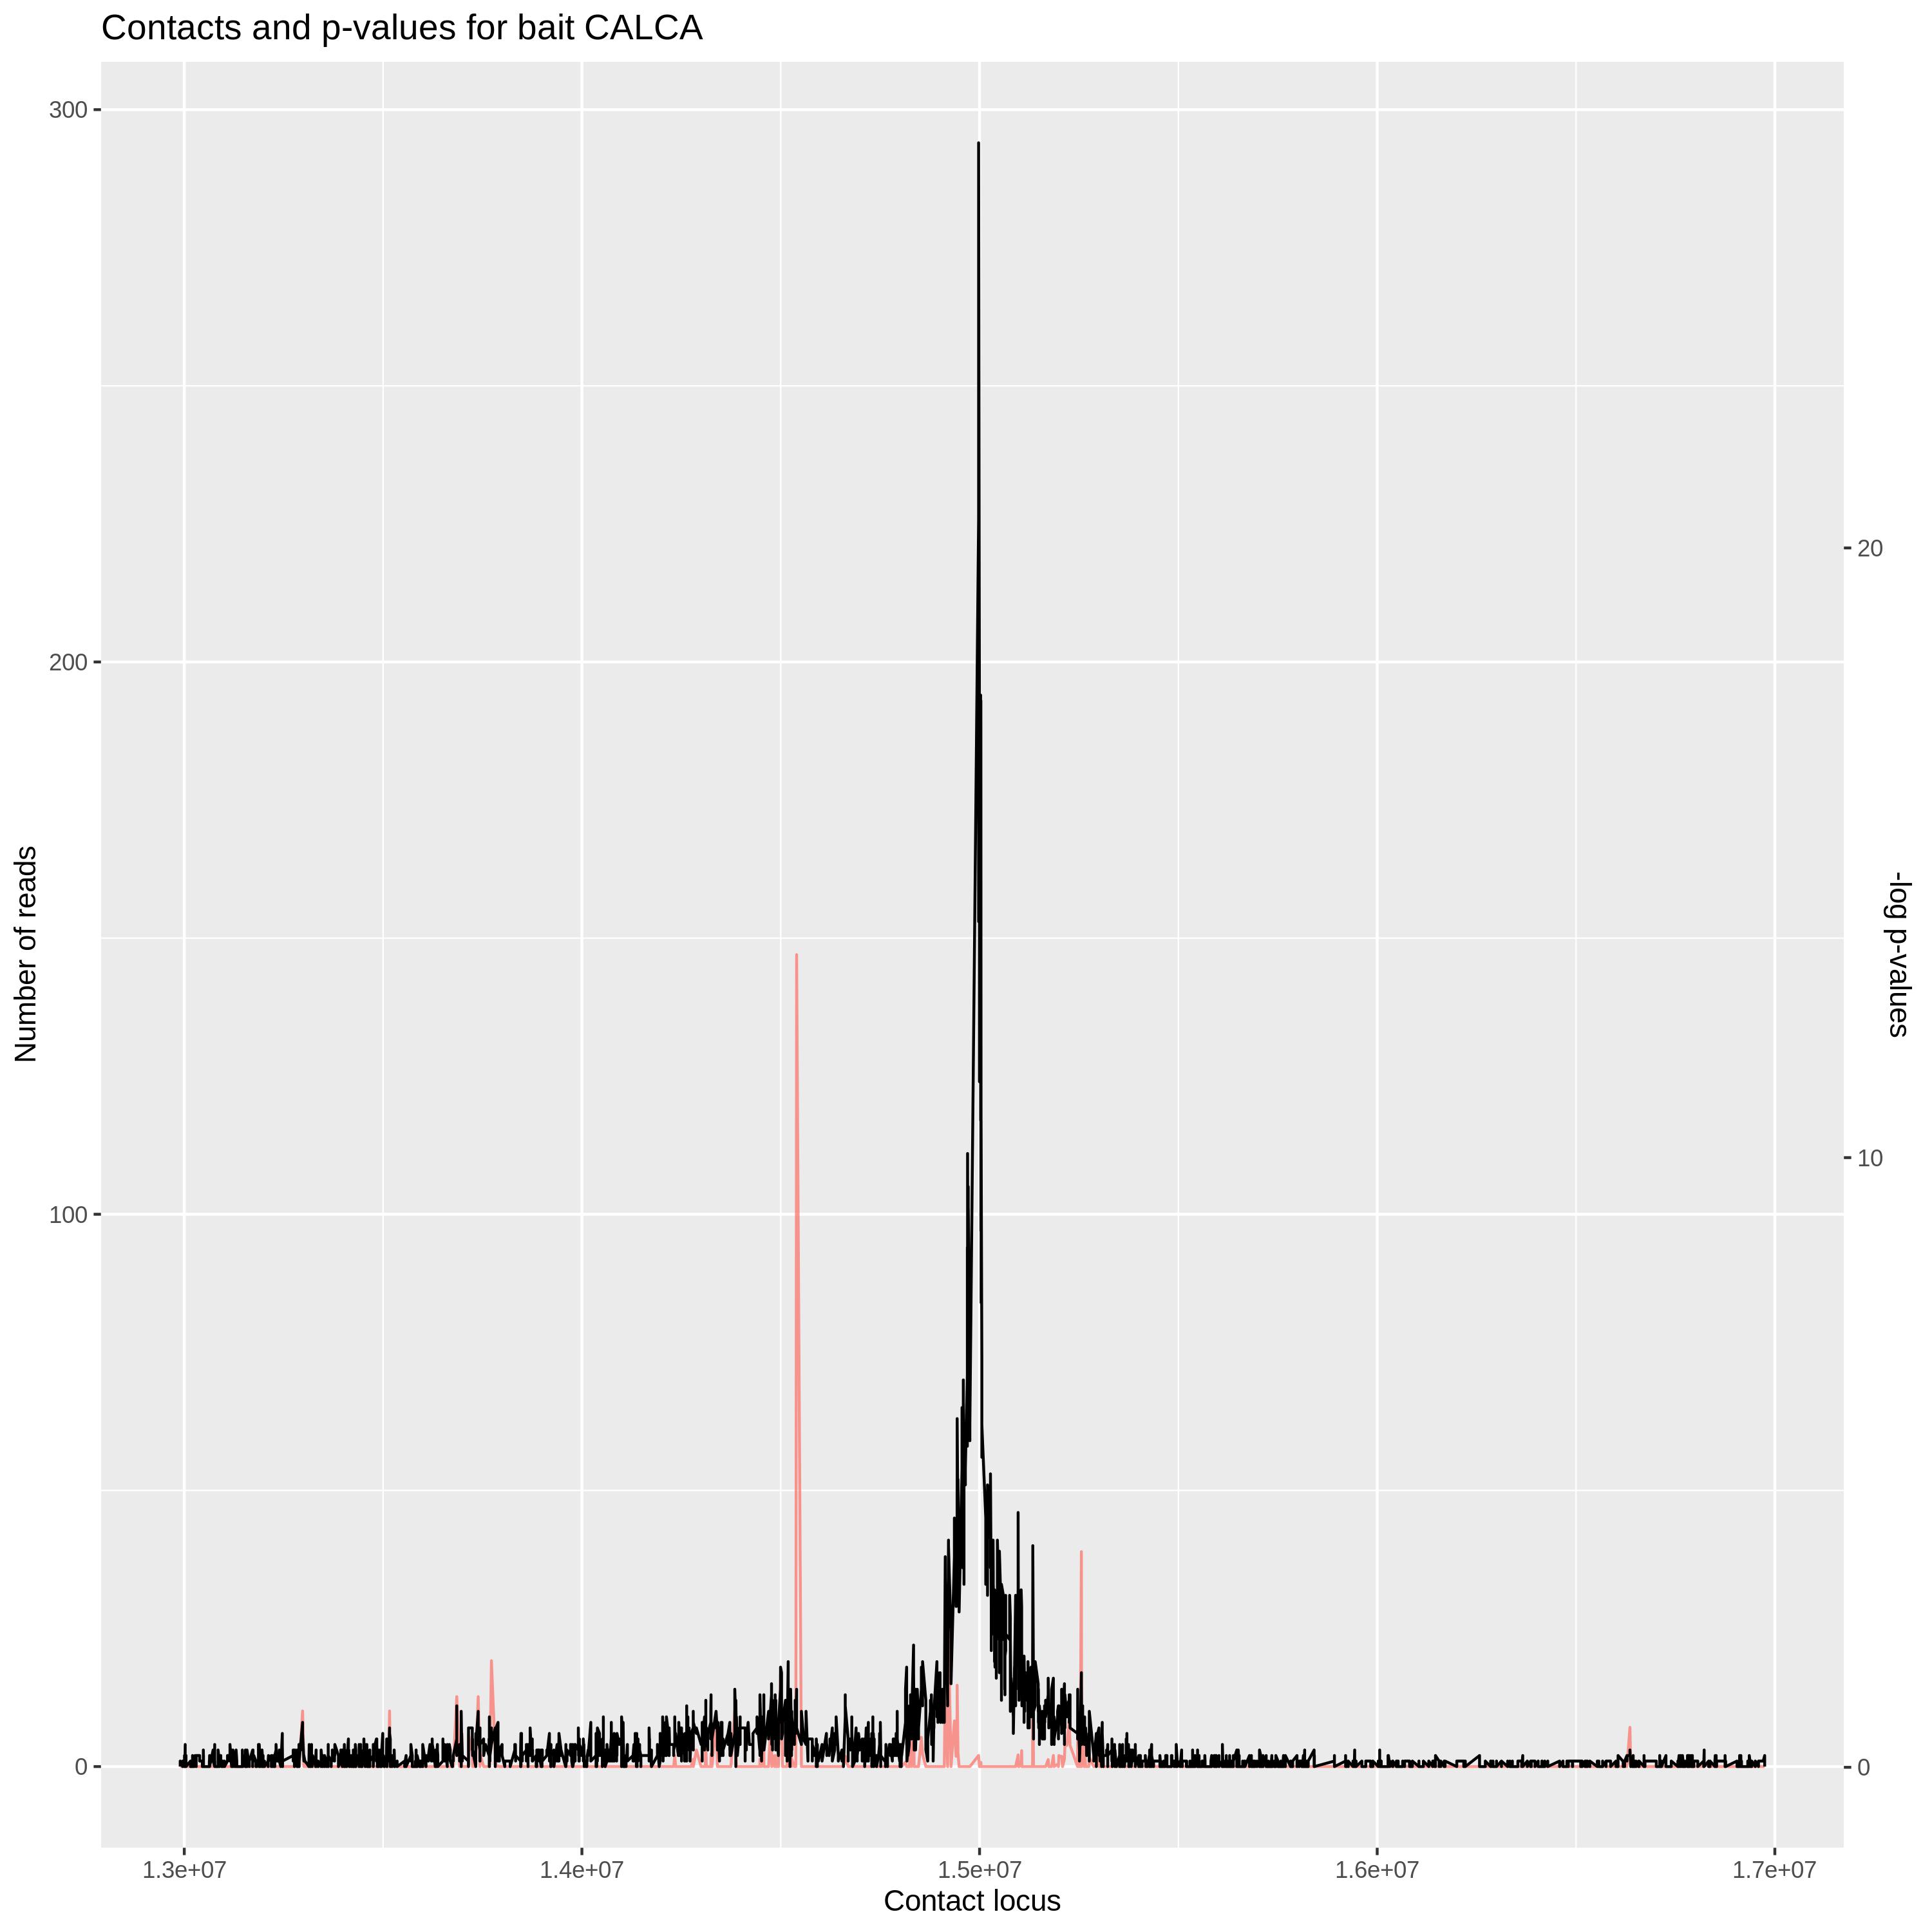 Contacts and p-values for bait CALCA
300
200
100
0
Number of reads
20
10
0
-log p-values
1.3e+07
1.4e+07
1.5e+07
1.6e+07
1.7e+07
Contact locus